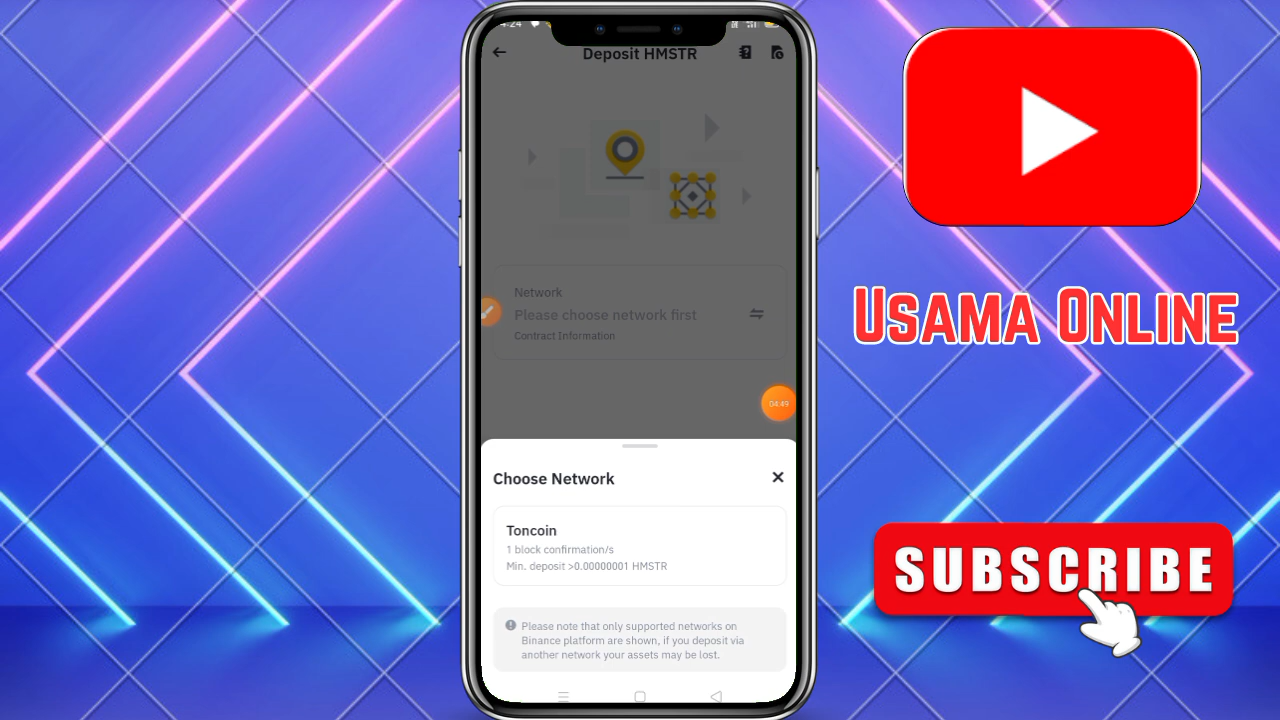 4:24
Deposit HMSTR
Network
Please choose network first
Contract Information
04:49
Choose Network
Toncoin
1 block confirmation/s
Min. deposit >0.00000001 HMSTR
Please note that only supported networks on
Binance platform are shown, if you deposit via
another network your assets may be lost.
USAMA ONLINE
SUBSCRIBE